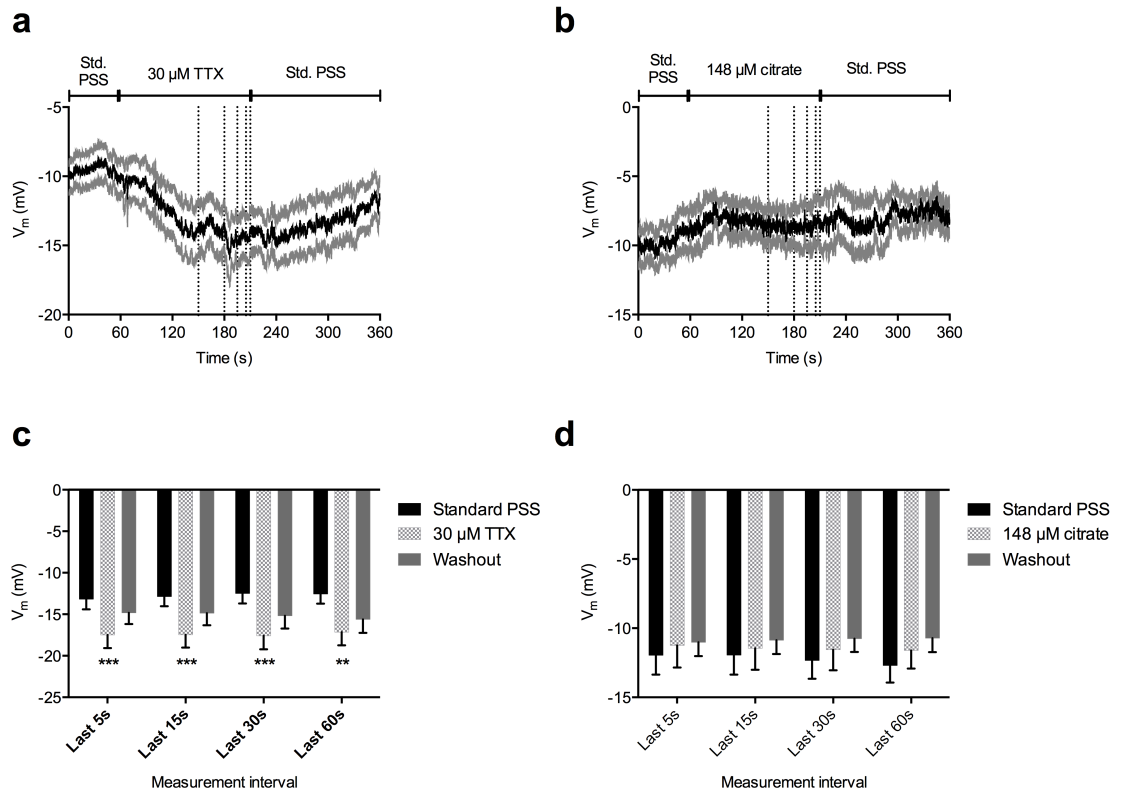 a
Std.
PSS
30 µM TTX
Std. PSS
-5
-10
-15
-20
Vm (mV)
0 60 120 180 240 300 360
Time (s)
b
Std.
PSS
148 µM citrate
Std. PSS
0
-5
-10
-15
Vm (mV)
0 60 120 180 240 300 360
Time (s)
c
0
-5
-10
-15
-20
-25
Vm (mV)
*** *** *** **
Last 5s Last 15s Last 30s Last 60s
Measurement interval
Standard PSS
30 µM TTX
Washout
d
0
-5
-10
-15
Vm (mV)
Last 5s Last 15s Last 30s Last 60s
Measurement interval
Standard PSS
148 µM citrate
Washout